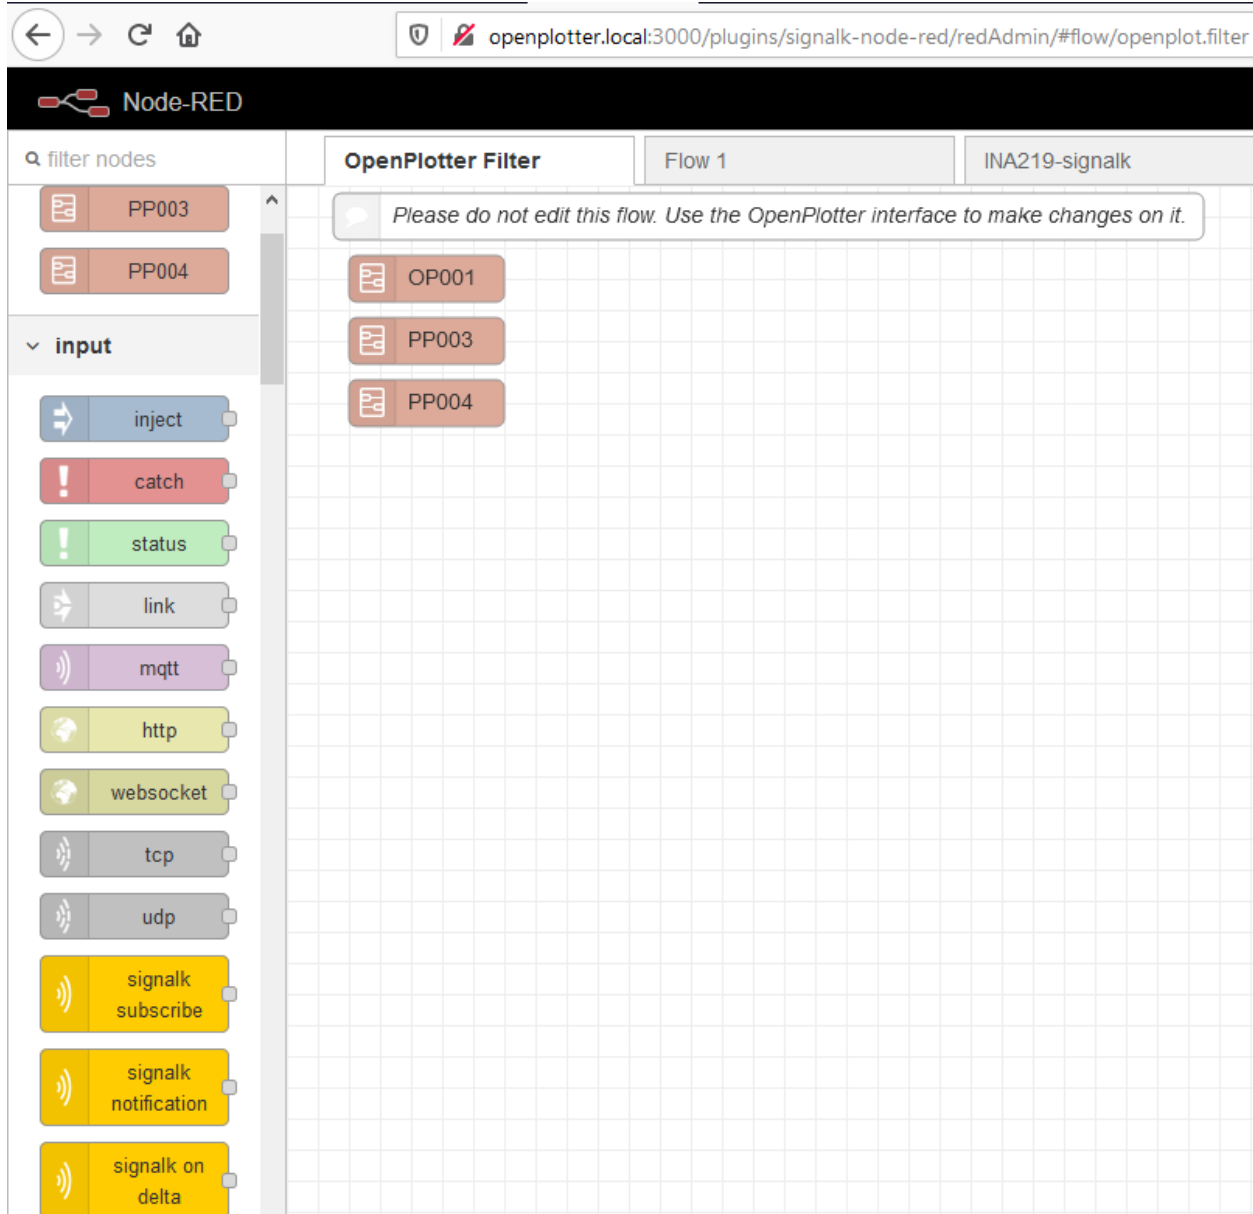 openplotter.local:3000/plugins/signalk-node-red/redAdmin/#flow/openplot.filter
Node-RED
filter nodes
OpenPlotter Filter
Flow 1
INA219-signalk
PP003
PP004
input
inject
catch
status
link
mqtt
http
websocket
tcp
udp
signalk
subscribe
signalk
notification
signalk on
delta
Please do not edit this flow. Use the OpenPlotter interface to make changes on it.
OP001
PP003
PP004